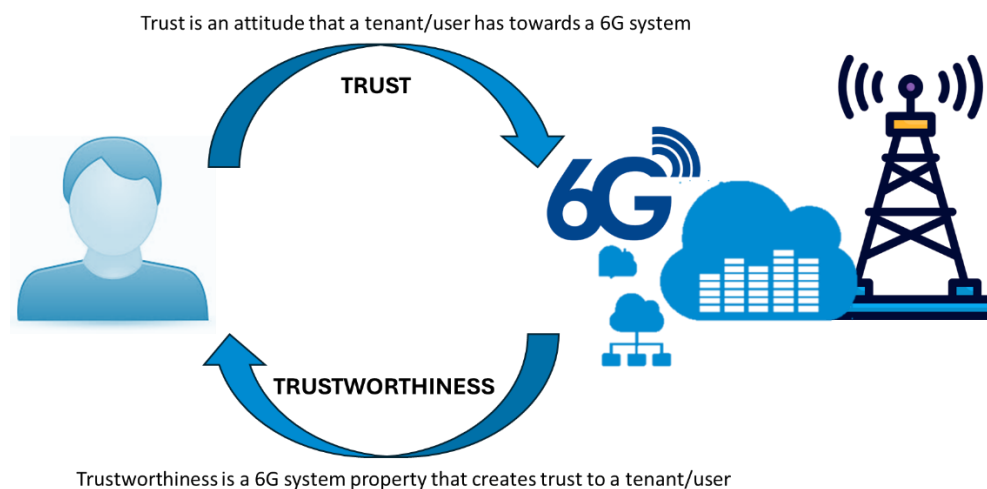 Trust is an attitude that a tenant/user has towards a 6G system
TRUST
6G
TRUSTWORTHINESS
Trustworthiness is a 6G system property that creates trust to a tenant/user